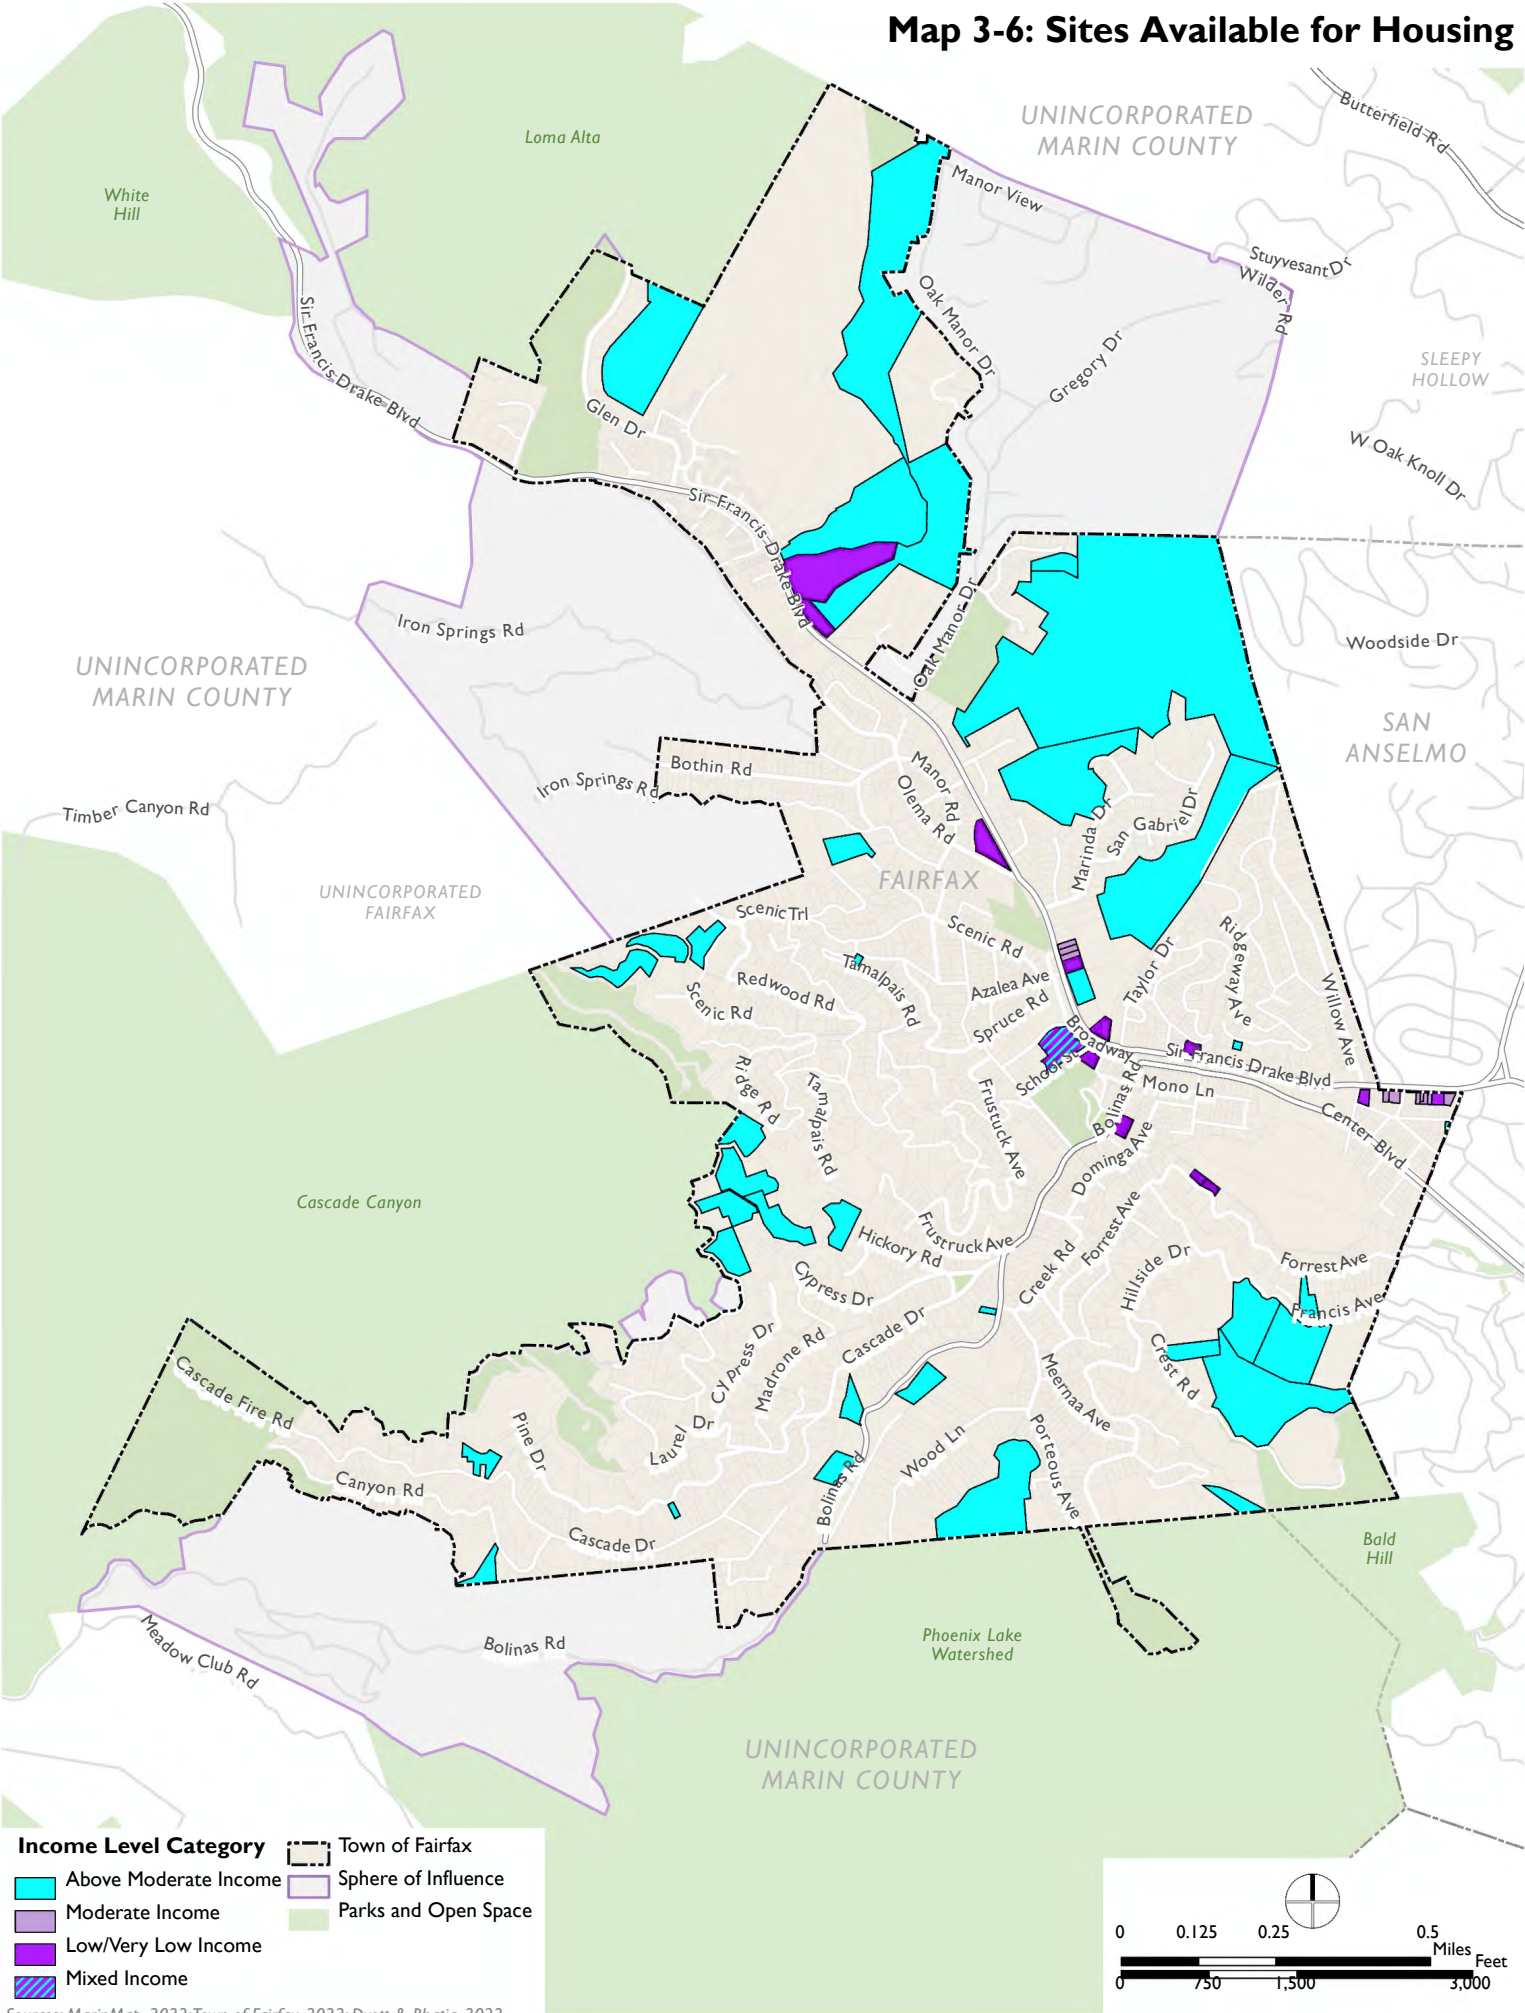 Map 3-6: Sites Available for Housing
UNINCORPORATED
MARIN COUNTY
Butterfield Rd
Loma Alta
White
Hill
Manor View
Stuyvesant Dr
Wilder Rd
Oak Manor Dr
Sir Francis Drake Blvd
Gregory Dr
SLEEPY
HOLLOW
Glen Dr
W Oak Knoll Dr
Sir Francis Drake Blvd
Oak Manor Dr
Iron Springs Rd
Woodside Dr
UNINCORPORATED
MARIN COUNTY
SAN
ANSELMO
Bothin Rd
Iron Springs Rd
Manor Rd
Olema Rd
Timber Canyon Rd
Marinda Dr
San Gabriel Dr
FAIRFAX
UNINCORPORATED
FAIRFAX
Scenic Trl
Scenic Rd
Ridgeway Ave
Tamalpais Rd
Redwood Rd
Azalea Ave
Taylor Dr
Scenic Rd
Spruce Rd
Willow Ave
Broadway
Sir Francis Drake Blvd
School St
Ridge Rd
Tamalpais Rd
Frustuck Ave
Bolinas Rd
Mono Ln
Center Blvd
Dominga Ave
Cascade Canyon
Forrest Ave
Frustruck Ave
Hickory Rd
Creek Rd
Hillside Dr
Forrest Ave
Cypress Dr
Francis Ave
Cascade Dr
Cypress Dr
Madrone Rd
Crest Rd
Meernaa Ave
Cascade Fire Rd
Pine Dr
Laurel Dr
Porteous Ave
Wood Ln
Canyon Rd
Bolinas Rd
Cascade Dr
Bald
Hill
Meadow Club Rd
Bolinas Rd
Phoenix Lake
Watershed
UNINCORPORATED
MARIN COUNTY
Income Level Category
Above Moderate Income
Moderate Income
Low/Very Low Income
Mixed Income
Town of Fairfax
Sphere of Influence
Parks and Open Space
0 0.125 0.25 0.5
Miles
Feet
0 750 1,500 3,000